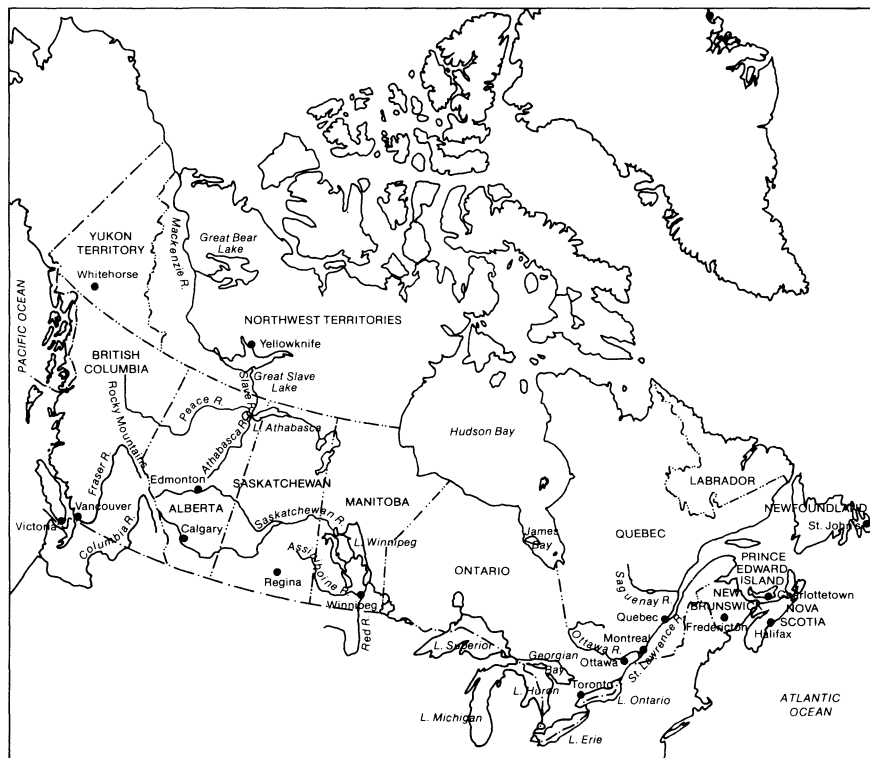 YUKON
TERRITORY
Whitehorse
Mackenzie R.
Great Bear
Lake
PACIFIC OCEAN
NORTHWEST TERRITORIES
Yellowknife
BRITISH
COLUMBIA
Rocky Mountains
Peace R.
Slave R.
Great Slave
Lake
Athabasca R.
L. Athabasca
Hudson Bay
Fraser R.
Edmonton
SASKATCHEWAN
LABRADOR
Vancouver
Victoria
Columbia R.
ALBERTA
Calgary
Saskatchewan R.
MANITOBA
L. Winnipeg
James
Bay
QUEBEC
NEWFOUNDLAND
St. John's
Regina
Assiniboine R.
Winnipeg
Red R.
ONTARIO
Saguenay R.
PRINCE
EDWARD
ISLAND
Charlottetown
NEW
BRUNSWICK
Fredericton
NOVA
SCOTIA
Halifax
Quebec
Montreal
Ottawa R.
Ottawa
St. Lawrence R.
L. Superior
Georgian
Bay
Toronto
L. Huron
L. Ontario
L. Michigan
L. Erie
ATLANTIC
OCEAN